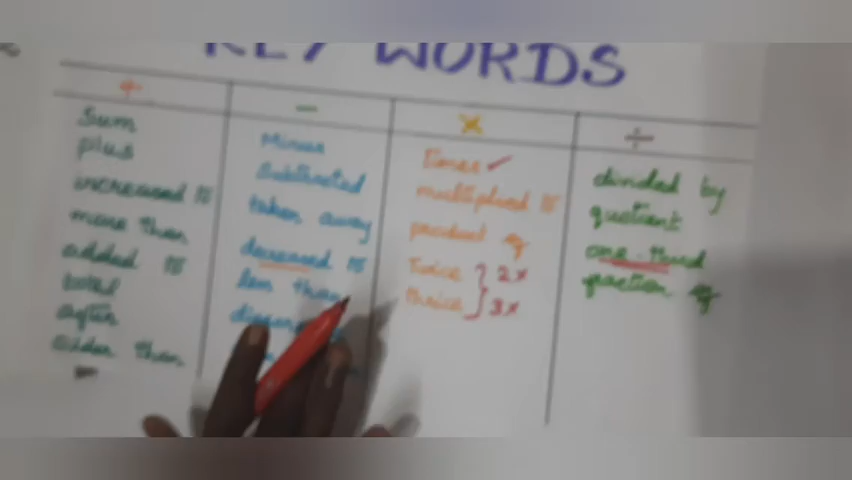 KEY WORDS
+ - × ÷
Sum
plus
increased by
more than
added to
total
after
older than
Minus
Subtracted
taken away
decreased by
less than
Times ✓
multiplied by
product of
Twice } 2x
thrice } 3x
divided by
quotient
one third
fraction of